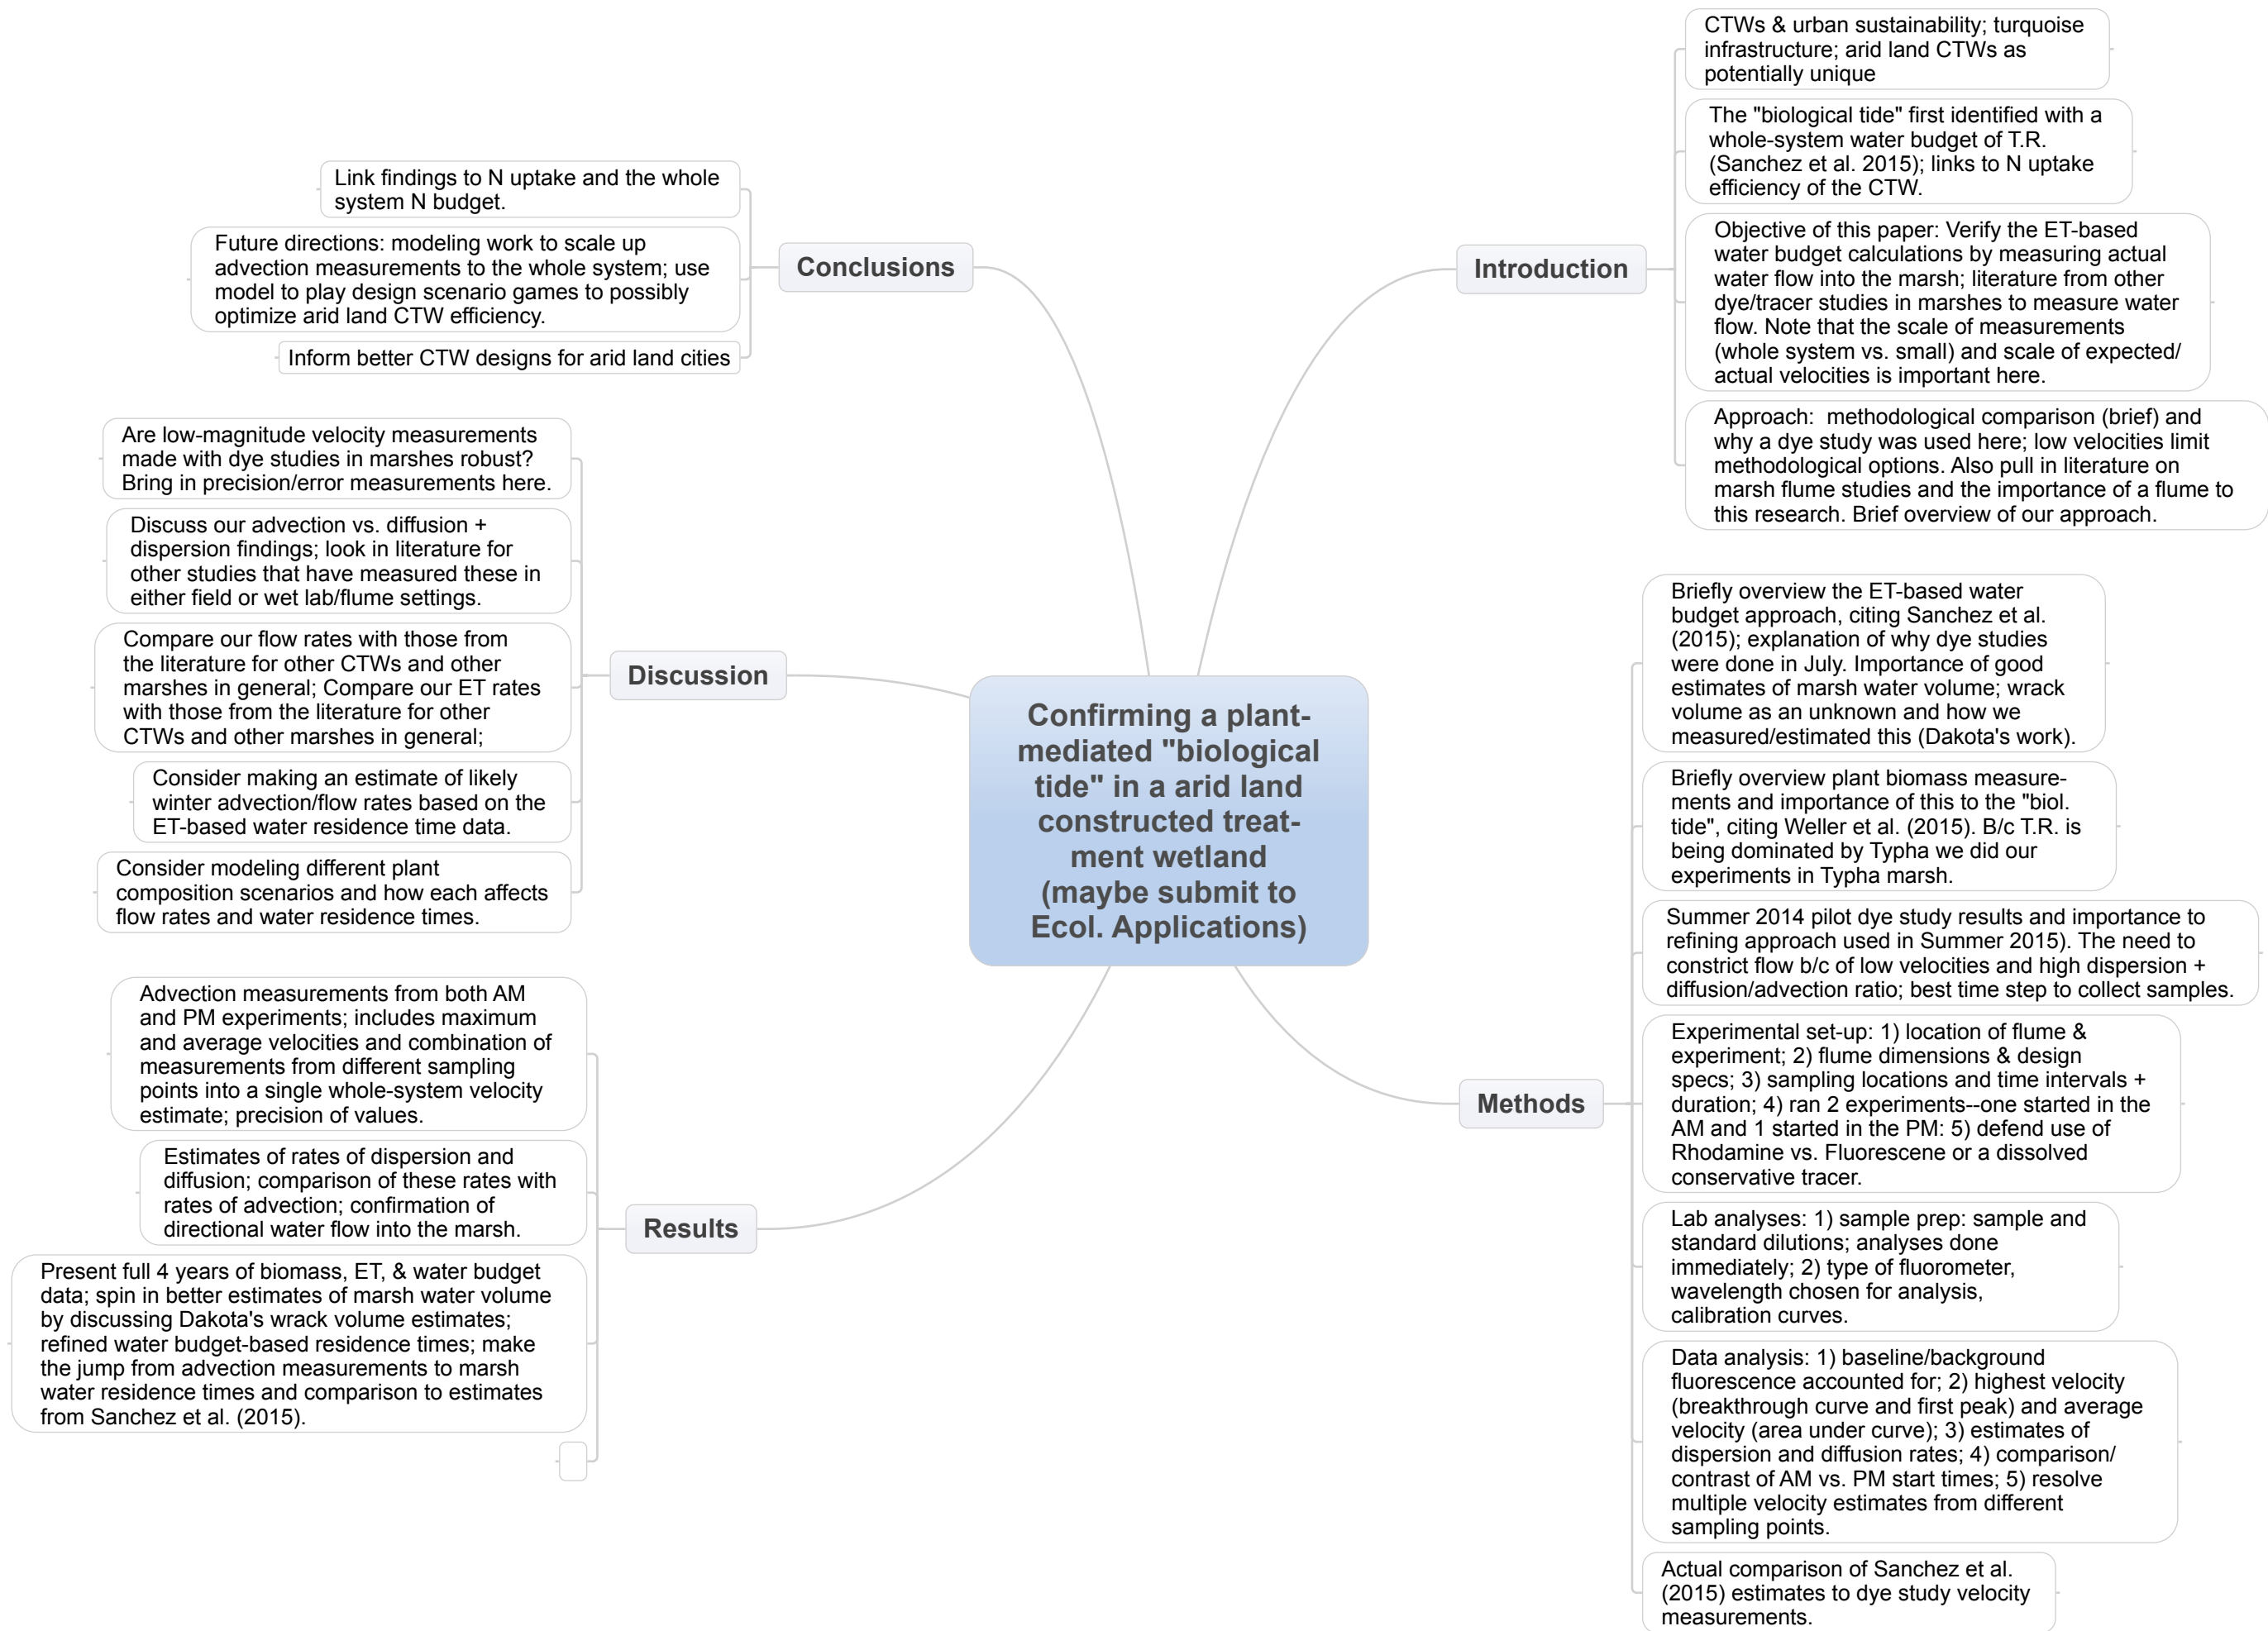 Confirming a plant-
mediated "biological
tide" in a arid land
constructed treat-
ment wetland
(maybe submit to
Ecol. Applications)
Introduction
CTWs & urban sustainability; turquoise
infrastructure; arid land CTWs as
potentially unique
The "biological tide" first identified with a
whole-system water budget of T.R.
(Sanchez et al. 2015); links to N uptake
efficiency of the CTW.
Objective of this paper: Verify the ET-based
water budget calculations by measuring actual
water flow into the marsh; literature from other
dye/tracer studies in marshes to measure water
flow. Note that the scale of measurements
(whole system vs. small) and scale of expected/
actual velocities is important here.
Approach:  methodological comparison (brief) and
why a dye study was used here; low velocities limit
methodological options. Also pull in literature on
marsh flume studies and the importance of a flume to
this research. Brief overview of our approach.
Methods
Briefly overview the ET-based water
budget approach, citing Sanchez et al.
(2015); explanation of why dye studies
were done in July. Importance of good
estimates of marsh water volume; wrack
volume as an unknown and how we
measured/estimated this (Dakota's work).
Briefly overview plant biomass measure-
ments and importance of this to the "biol.
tide", citing Weller et al. (2015). B/c T.R. is
being dominated by Typha we did our
experiments in Typha marsh.
Summer 2014 pilot dye study results and importance to
refining approach used in Summer 2015). The need to
constrict flow b/c of low velocities and high dispersion +
diffusion/advection ratio; best time step to collect samples.
Experimental set-up: 1) location of flume &
experiment; 2) flume dimensions & design
specs; 3) sampling locations and time intervals +
duration; 4) ran 2 experiments--one started in the
AM and 1 started in the PM: 5) defend use of
Rhodamine vs. Fluorescene or a dissolved
conservative tracer.
Lab analyses: 1) sample prep: sample and
standard dilutions; analyses done
immediately; 2) type of fluorometer,
wavelength chosen for analysis,
calibration curves.
Data analysis: 1) baseline/background
fluorescence accounted for; 2) highest velocity
(breakthrough curve and first peak) and average
velocity (area under curve); 3) estimates of
dispersion and diffusion rates; 4) comparison/
contrast of AM vs. PM start times; 5) resolve
multiple velocity estimates from different
sampling points.
Actual comparison of Sanchez et al.
(2015) estimates to dye study velocity
measurements.
Results
Advection measurements from both AM
and PM experiments; includes maximum
and average velocities and combination of
measurements from different sampling
points into a single whole-system velocity
estimate; precision of values.
Estimates of rates of dispersion and
diffusion; comparison of these rates with
rates of advection; confirmation of
directional water flow into the marsh.
Present full 4 years of biomass, ET, & water budget
data; spin in better estimates of marsh water volume
by discussing Dakota's wrack volume estimates;
refined water budget-based residence times; make
the jump from advection measurements to marsh
water residence times and comparison to estimates
from Sanchez et al. (2015).
Discussion
Are low-magnitude velocity measurements
made with dye studies in marshes robust?
Bring in precision/error measurements here.
Discuss our advection vs. diffusion +
dispersion findings; look in literature for
other studies that have measured these in
either field or wet lab/flume settings.
Compare our flow rates with those from
the literature for other CTWs and other
marshes in general; Compare our ET rates
with those from the literature for other
CTWs and other marshes in general;
Consider making an estimate of likely
winter advection/flow rates based on the
ET-based water residence time data.
Consider modeling different plant
composition scenarios and how each affects
flow rates and water residence times.
Conclusions
Link findings to N uptake and the whole
system N budget.
Future directions: modeling work to scale up
advection measurements to the whole system; use
model to play design scenario games to possibly
optimize arid land CTW efficiency.
Inform better CTW designs for arid land cities